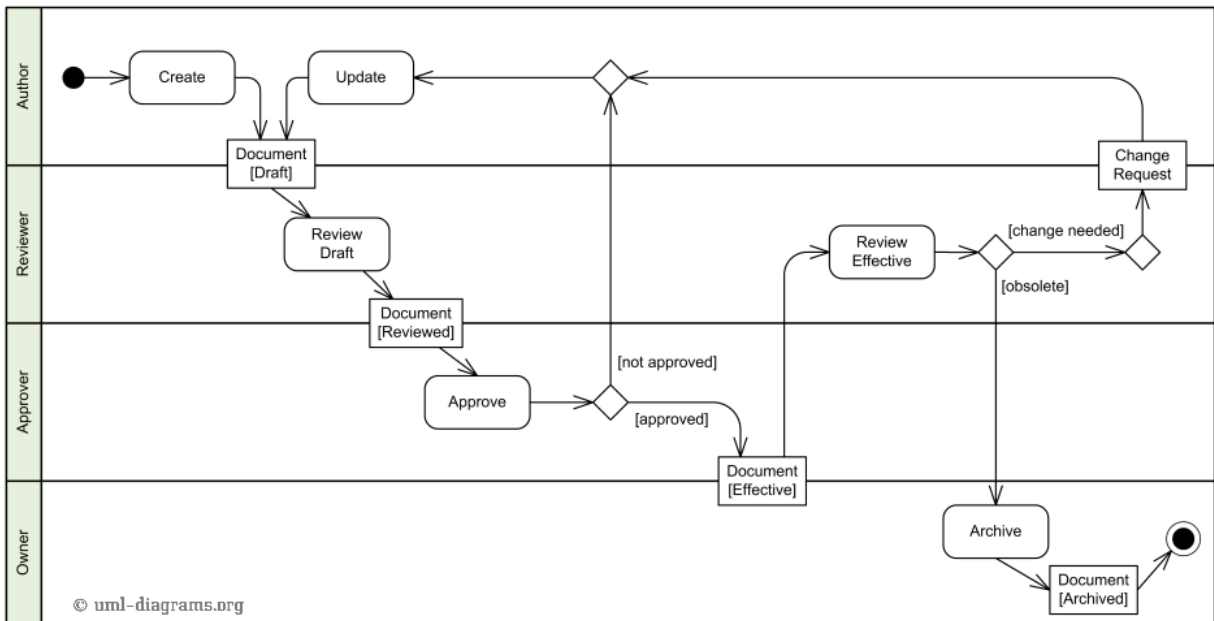 Author
Create
Update
Document
[Draft]
Change
Request
Reviewer
Review
Draft
Review
Effective
[change needed]
[obsolete]
Document
[Reviewed]
Approver
Approve
[not approved]
[approved]
Document
[Effective]
Owner
Archive
Document
[Archived]
© uml-diagrams.org